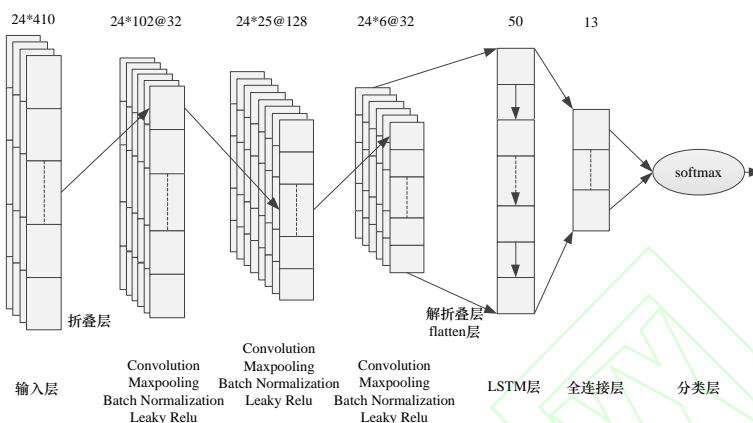 24*410
24*102@32
24*25@128
24*6@32
50
13
softmax
折叠层
解折叠层
flatten层
输入层
Convolution
Maxpooling
Batch Normalization
Leaky Relu
Convolution
Maxpooling
Batch Normalization
Leaky Relu
Convolution
Maxpooling
Batch Normalization
Leaky Relu
LSTM层
全连接层
分类层